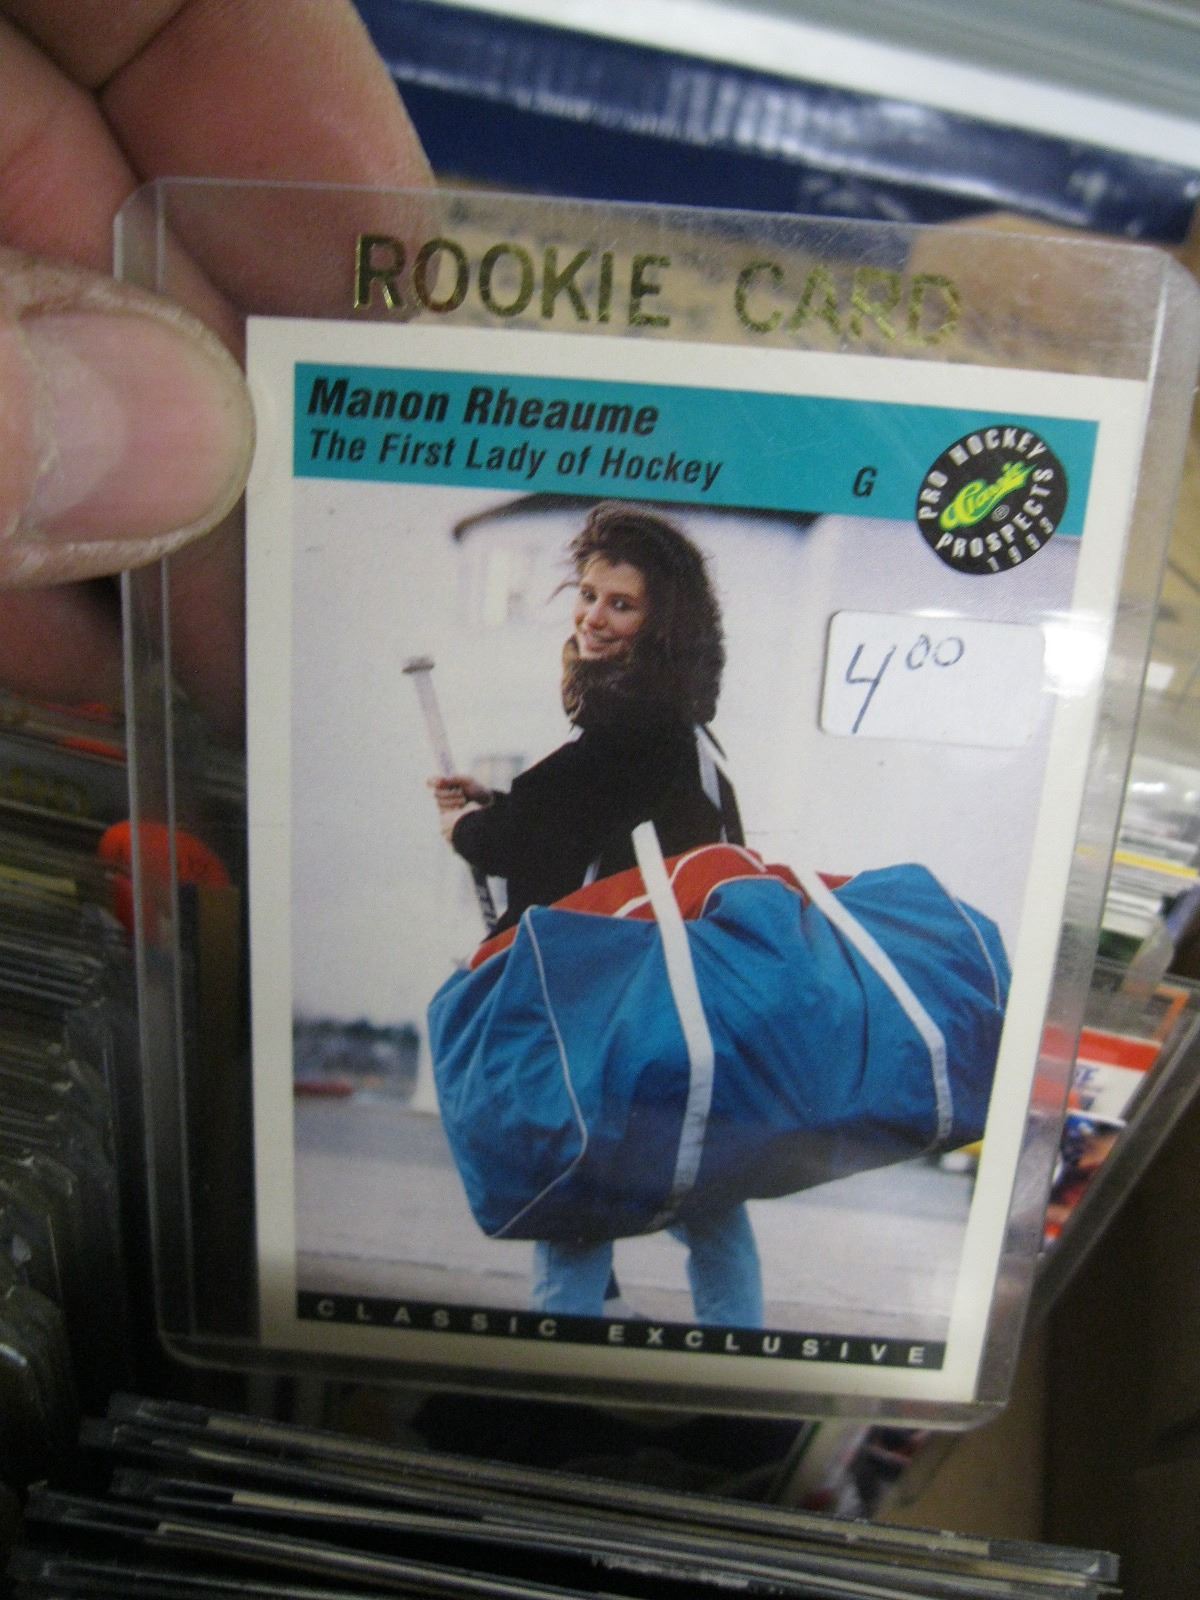 ROOKIE CARD
Manon Rheaume
The First Lady of Hockey
G
PRO HOCKEY
Classic
©
PROSPECTS
1993
4 00
CLASSIC EXCLUSIVE